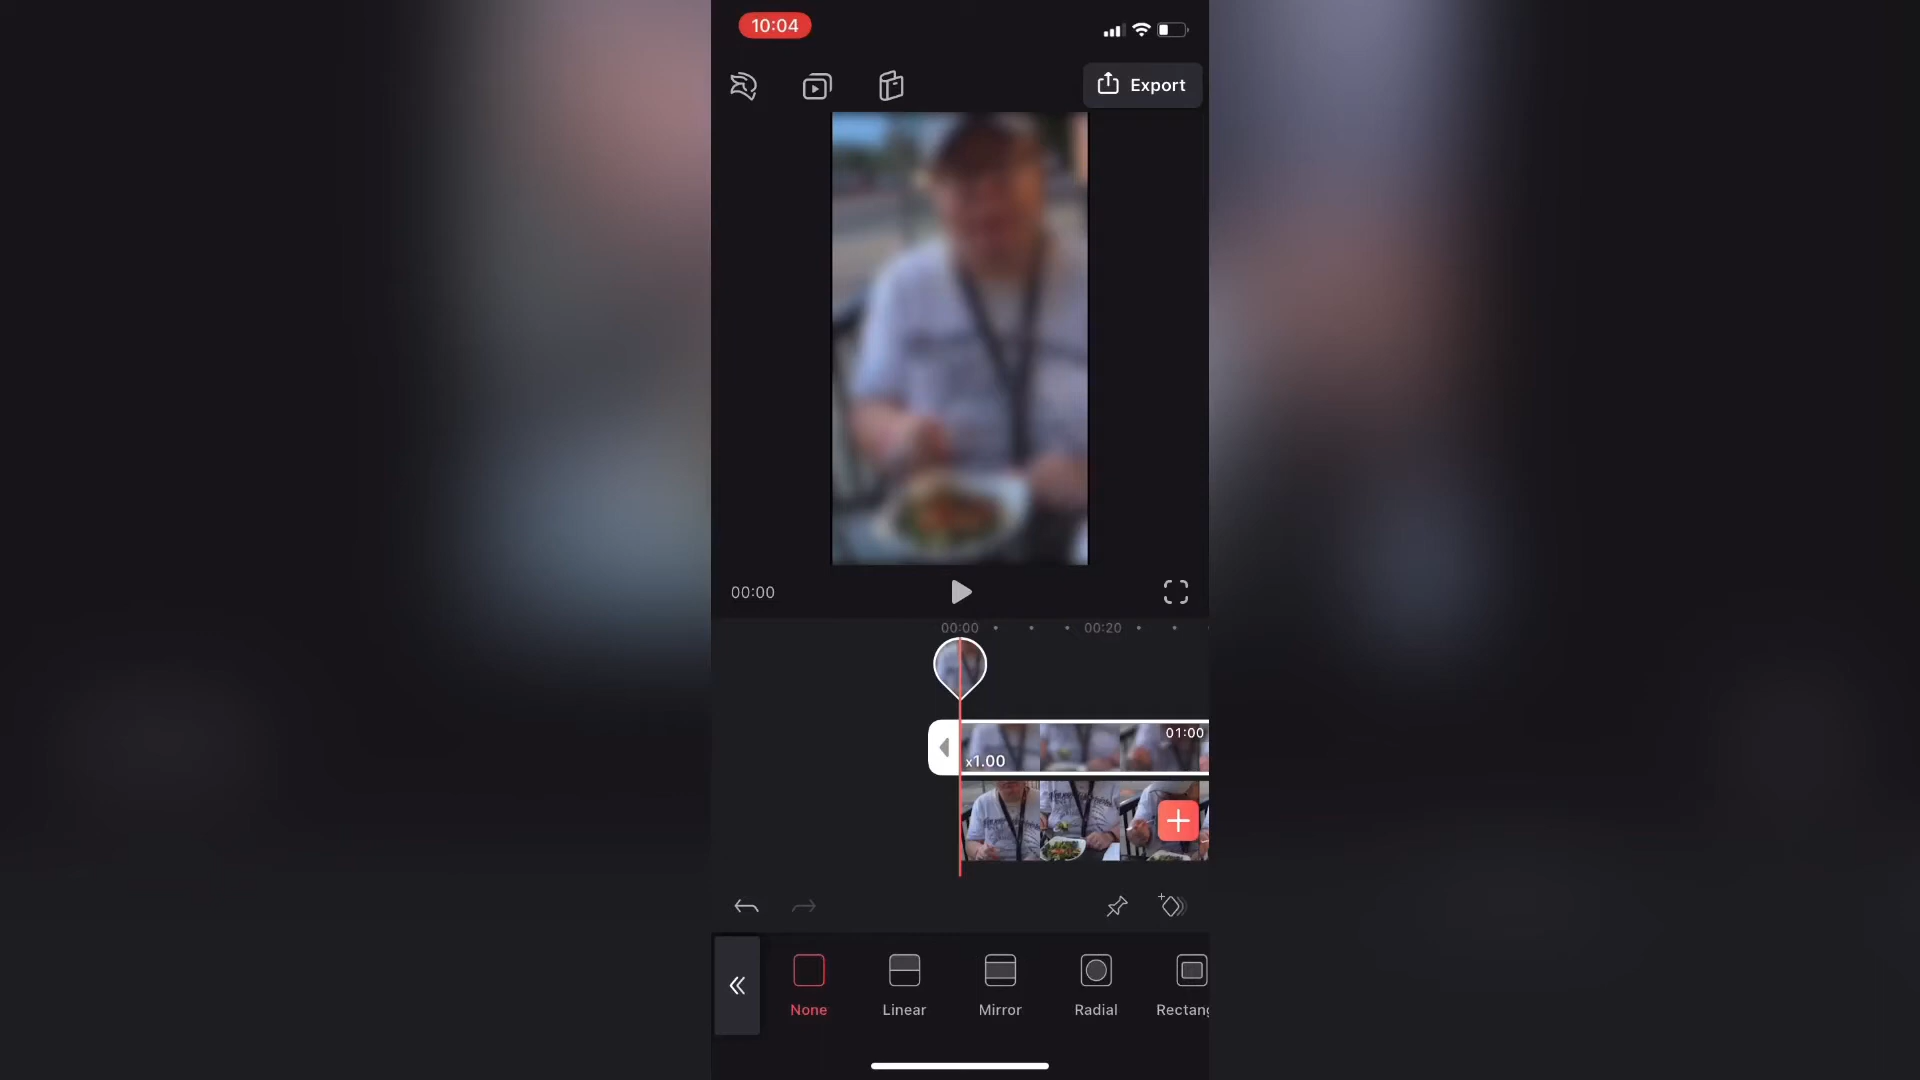 10:04
Export
00:00
00:00
00:20
01:00
x1.00
None
Linear
Mirror
Radial
Rectang